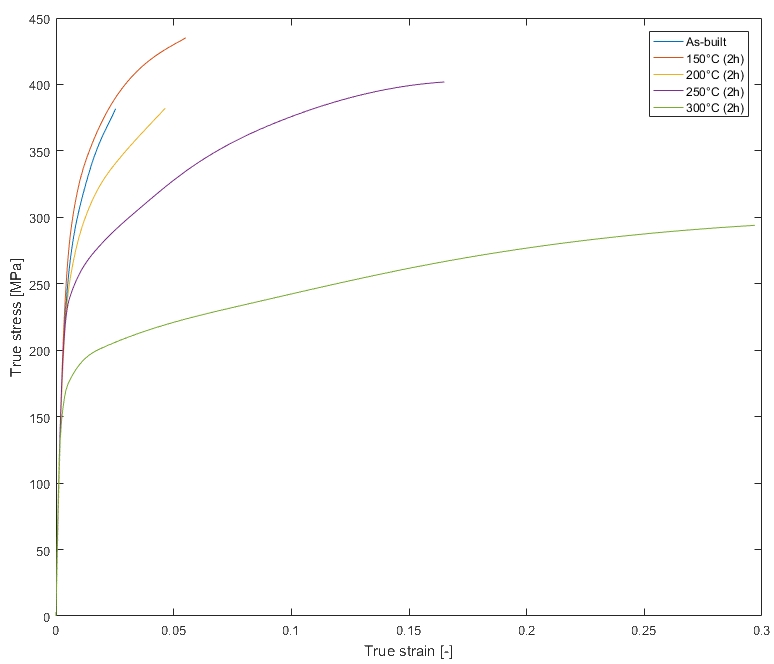 450
400
350
300
250
200
150
100
50
0
True stress [MPa]
As-built
150°C (2h)
200°C (2h)
250°C (2h)
300°C (2h)
0 0.05 0.1 0.15 0.2 0.25 0.3
True strain [-]